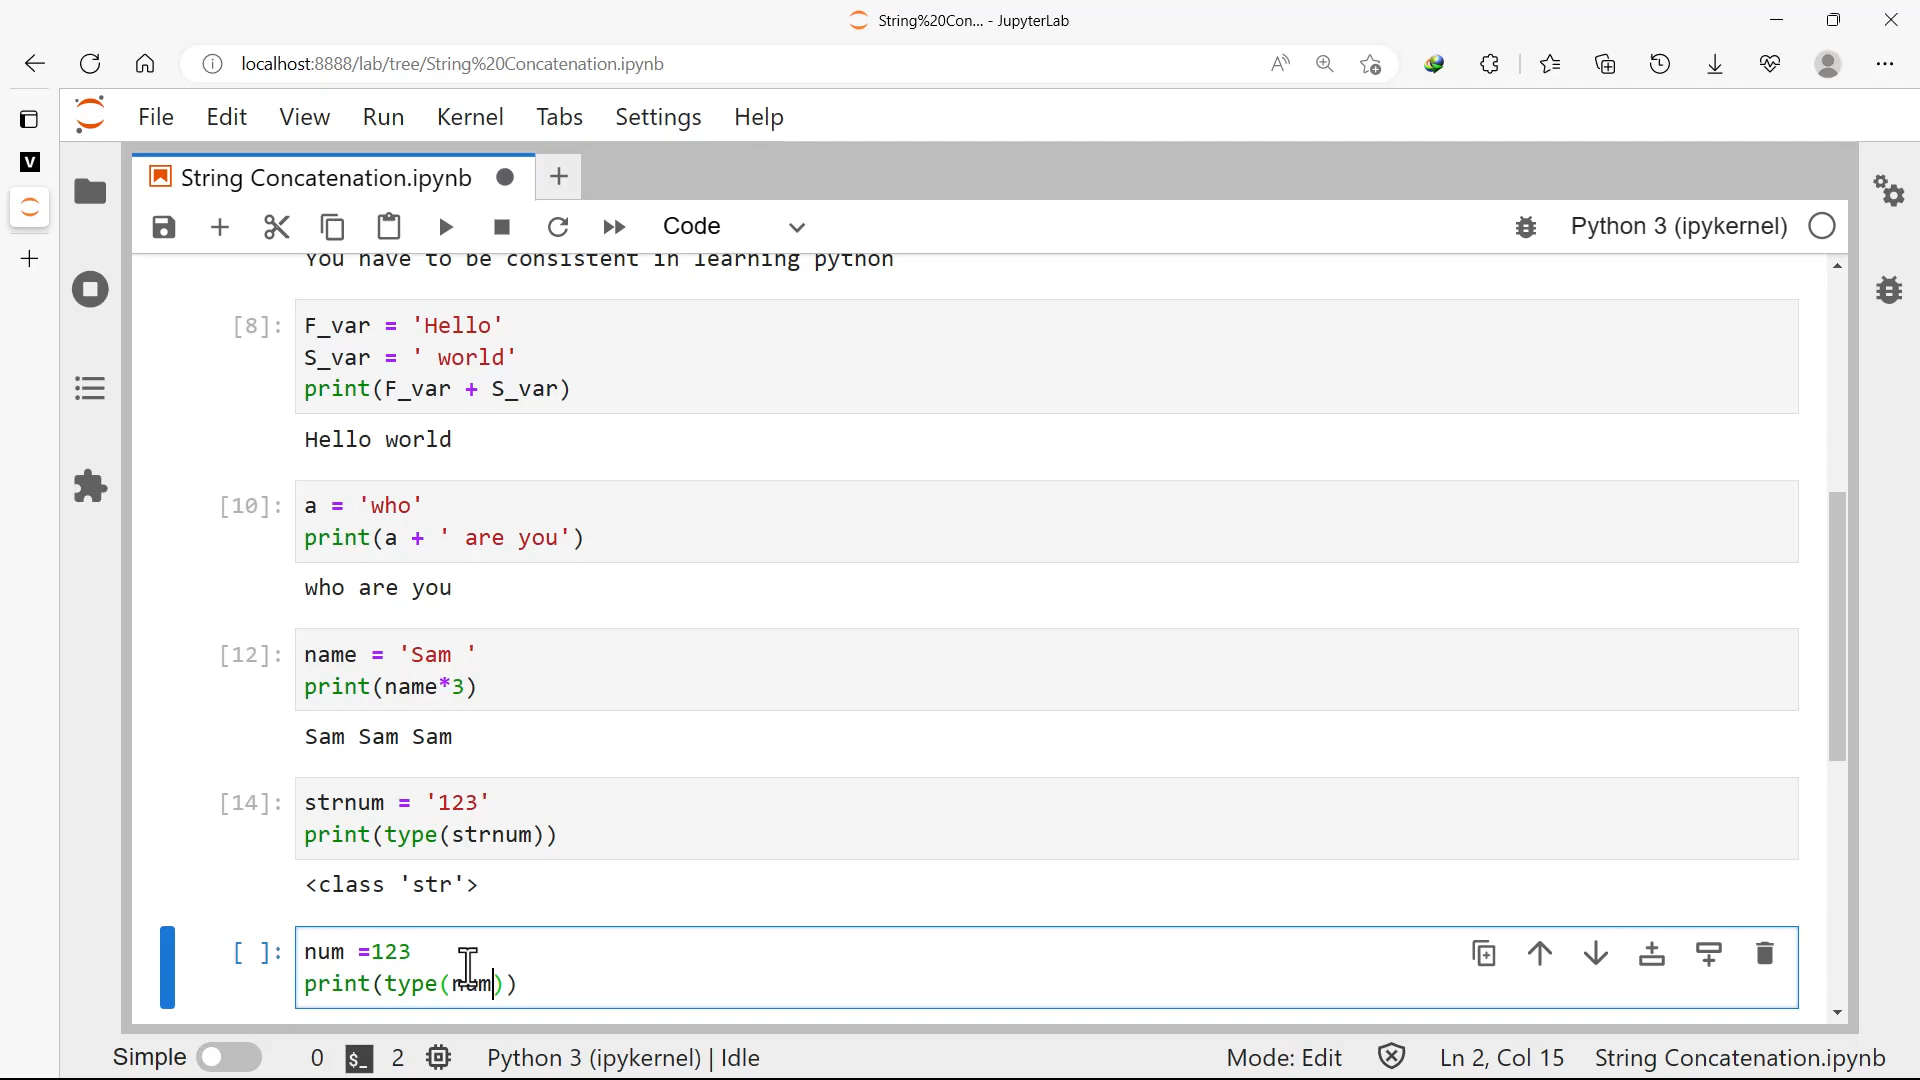 String%20Con... - JupyterLab
localhost:8888/lab/tree/String%20Concatenation.ipynb
File Edit View Run Kernel Tabs Settings Help
V
String Concatenation.ipynb
Code
Python 3 (ipykernel)
You have to be consistent in learning python
[8]: F_var = 'Hello'
S_var = ' world'
print(F_var + S_var)
Hello world
[10]: a = 'who'
print(a + ' are you')
who are you
[12]: name = 'Sam '
print(name*3)
Sam Sam Sam
[14]: strnum = '123'
print(type(strnum))
<class 'str'>
[ ]: num =123
print(type(num))
Simple 0 $_ 2 Python 3 (ipykernel) | Idle Mode: Edit Ln 2, Col 15 String Concatenation.ipynb